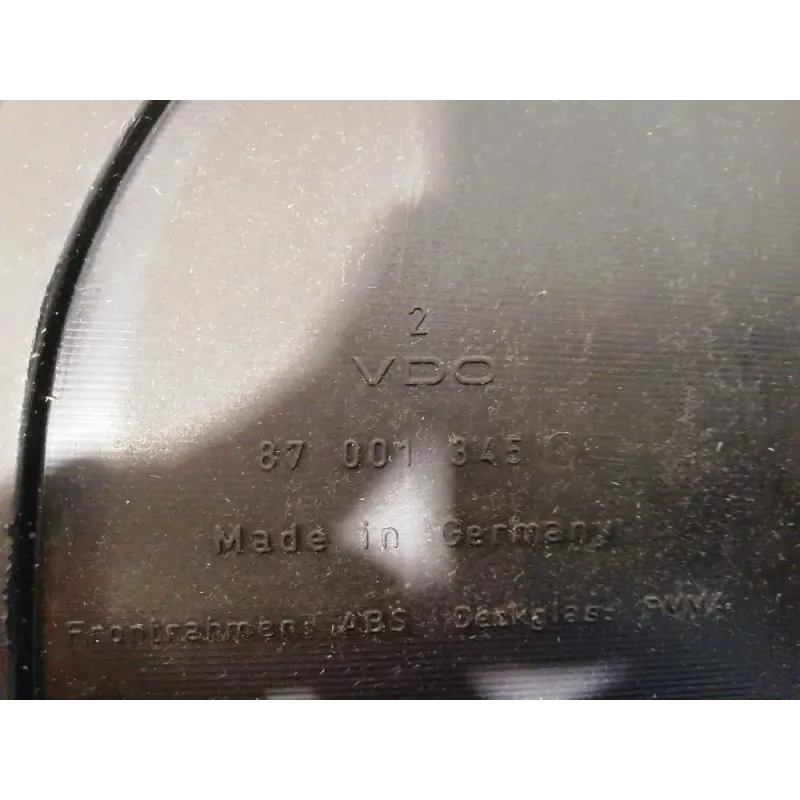 2
VDO
87 001 345 G
Made in Germany
Frontrahmen: ABS Deckglas: PMMA